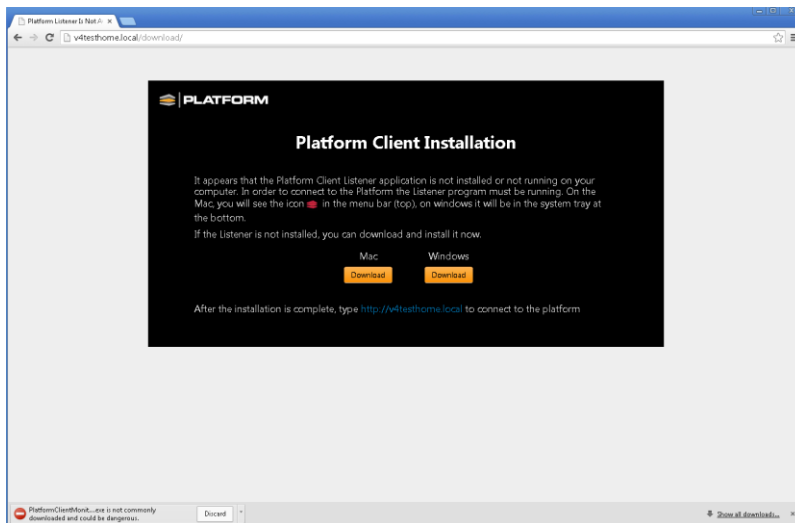 Platform Listener Is Not A
v4testhome.local/download/
PLATFORM
Platform Client Installation
It appears that the Platform Client Listener application is not installed or not running on your
computer. In order to connect to the Platform the Listener program must be running. On the
Mac, you will see the icon in the menu bar (top), on windows it will be in the system tray at
the bottom.
If the Listener is not installed, you can download and install it now.
Mac Windows
Download Download
After the installation is complete, type http://v4testhome.local to connect to the platform
PlatformClientMonit....exe is not commonly
downloaded and could be dangerous.
Discard
Show all downloads...